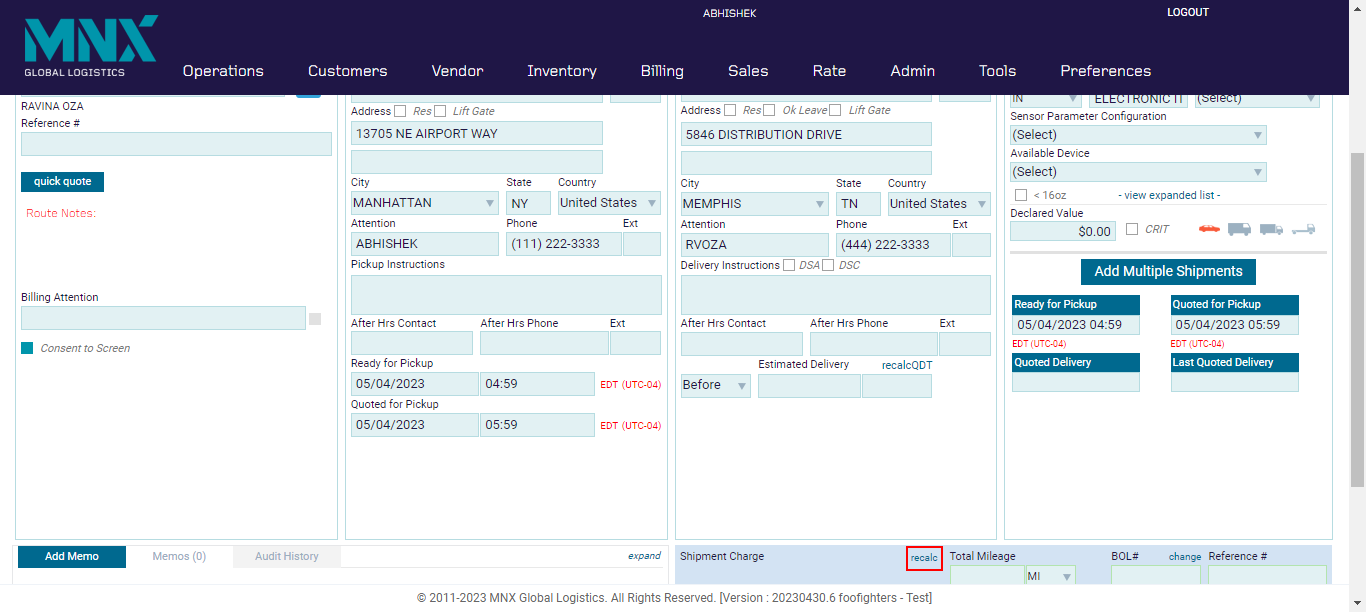 ABHISHEK
LOGOUT
MNX
GLOBAL LOGISTICS
Operations
Customers
Vendor
Inventory
Billing
Sales
Rate
Admin
Tools
Preferences
RAVINA OZA
Reference #
quick quote
Route Notes:
Billing Attention
Consent to Screen
Address Res Lift Gate
13705 NE AIRPORT WAY
City State Country
MANHATTAN NY United States
Attention Phone Ext
ABHISHEK (111) 222-3333
Pickup Instructions
After Hrs Contact After Hrs Phone Ext
Ready for Pickup
05/04/2023 04:59 EDT (UTC-04)
Quoted for Pickup
05/04/2023 05:59 EDT (UTC-04)
Address Res Ok Leave Lift Gate
5846 DISTRIBUTION DRIVE
City State Country
MEMPHIS TN United States
Attention Phone Ext
RVOZA (444) 222-3333
Delivery Instructions DSA DSC
After Hrs Contact After Hrs Phone Ext
Estimated Delivery recalcQDT
Before
IN ELECTRONIC II (Select)
Sensor Parameter Configuration
(Select)
Available Device
(Select)
< 16oz - view expanded list -
Declared Value
$0.00 CRIT
Add Multiple Shipments
Ready for Pickup Quoted for Pickup
05/04/2023 04:59 05/04/2023 05:59
EDT (UTC-04) EDT (UTC-04)
Quoted Delivery Last Quoted Delivery
Add Memo Memos (0) Audit History expand
Shipment Charge recalc Total Mileage BOL# change Reference #
MI
© 2011-2023 MNX Global Logistics. All Rights Reserved. [Version : 20230430.6 foofighters - Test]